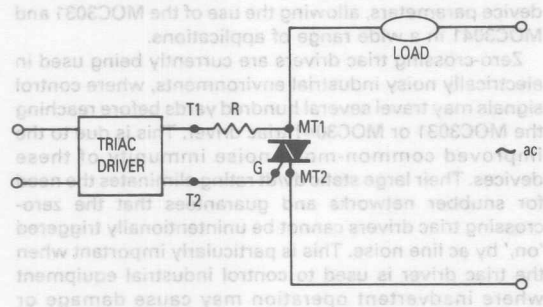 device parameters, allowing the use of the MOC3031 and
MOC3041 in a wide range of applications.
Zero-crossing triac drivers are currently being used in
electrically noisy industrial environments, where control
signals may travel several hundred yards before reaching
the MOC3031 or triac driver. This is due to the
improved common-mode noise immunity of these
devices. Their large static rating eliminates the need
for snubber networks and guarantees that the zero-
crossing triac drivers cannot be unintentionally triggered
'on,' by ac line noise. This is particularly important when
the triac driver is used to control industrial equipment
where inadvertent operation may cause damage or
LOAD
T1
R
MT1
TRIAC
DRIVER
G
MT2
T2
~ ac